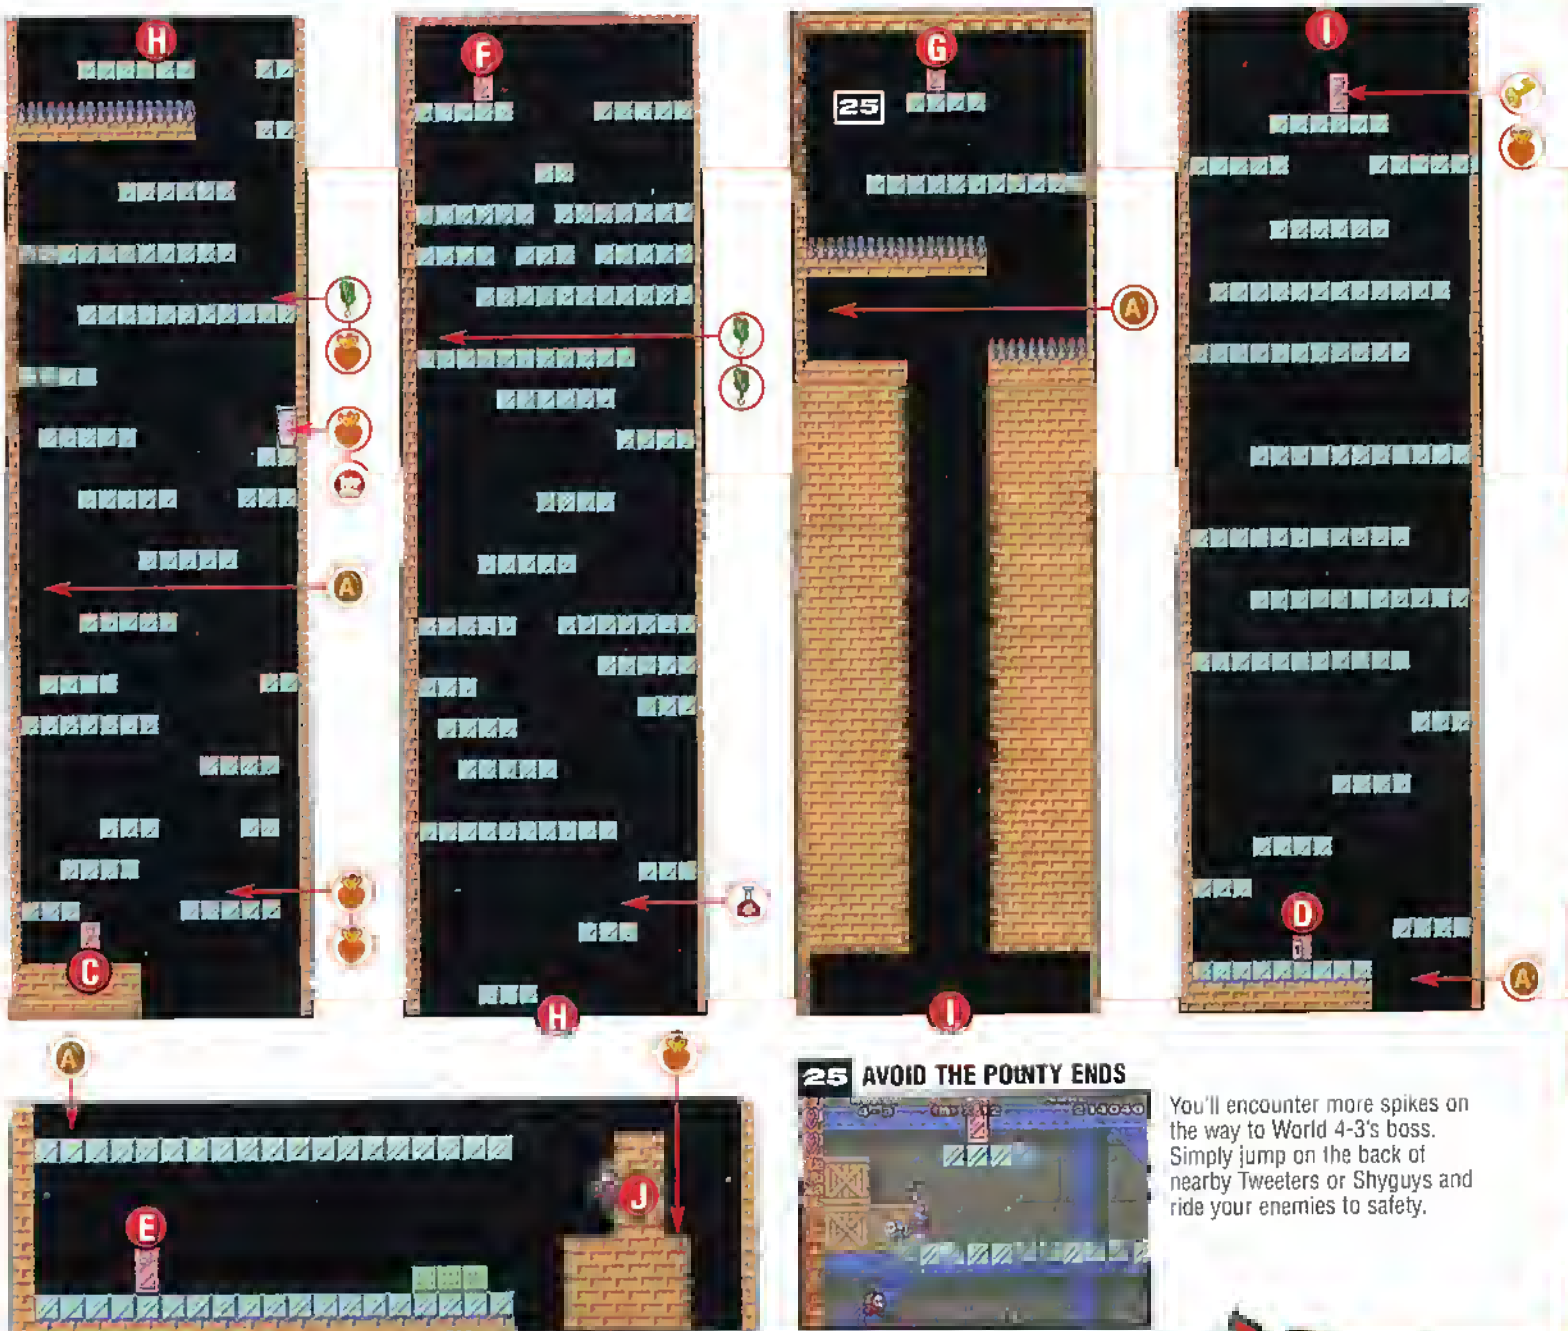 H
F
G
I
25
A
A
C
D
A
H
I
A
J
E
25 AVOID THE POINTY ENDS
You'll encounter more spikes on
the way to World 4-3's boss.
Simply jump on the back of
nearby Tweeters or Shyguys and
ride your enemies to safety.